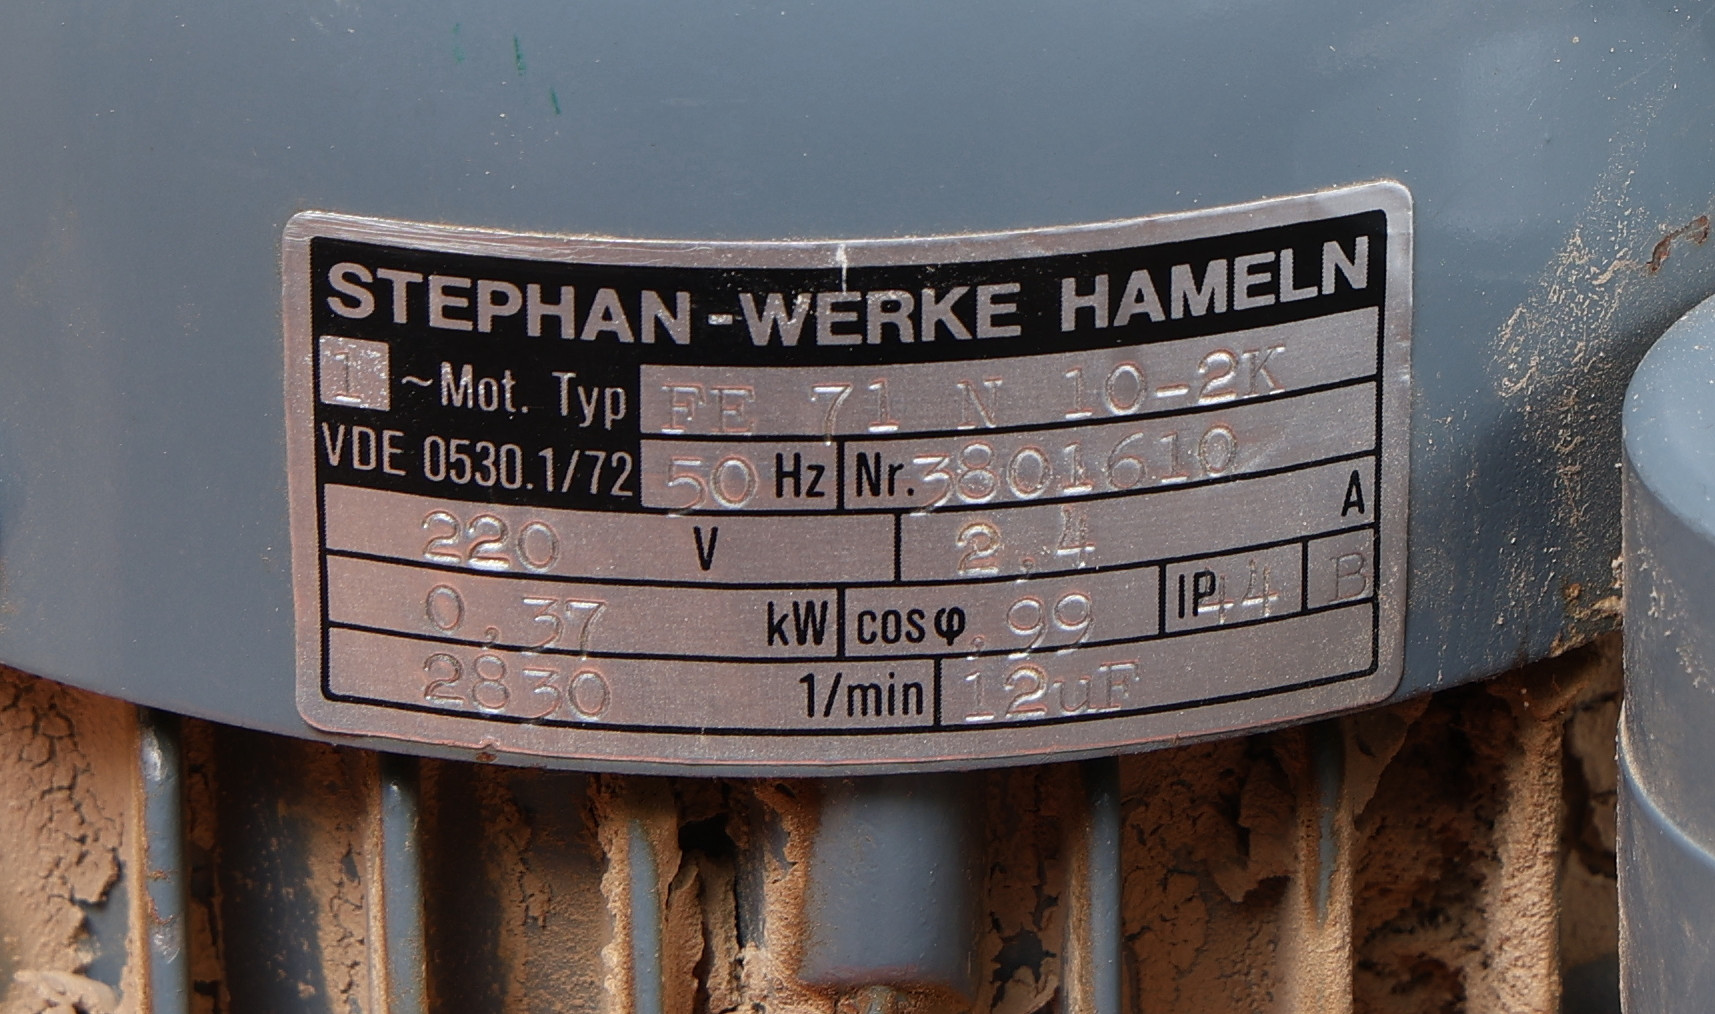 STEPHAN-WERKE HAMELN
1 ~Mot. Typ FE 71 N 10-2K
VDE 0530.1/72 50 Hz Nr. 3801610
220 V 2,4 A
0,37 kW cosφ ,99 IP44 B
2830 1/min 12uF